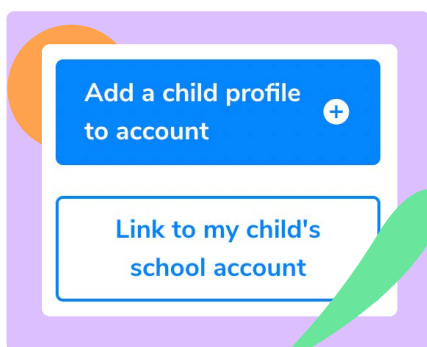 Add a child profile
to account
Link to my child's
school account